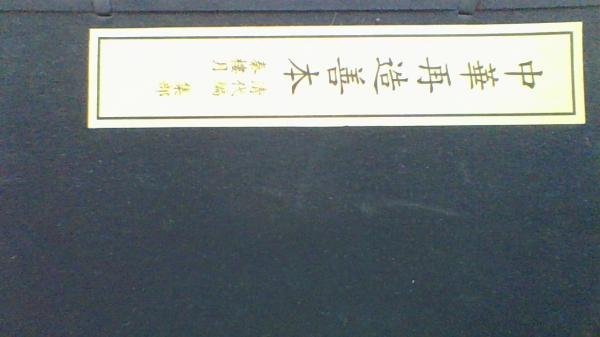 中華再造善本
清代編 集部
秦樓月